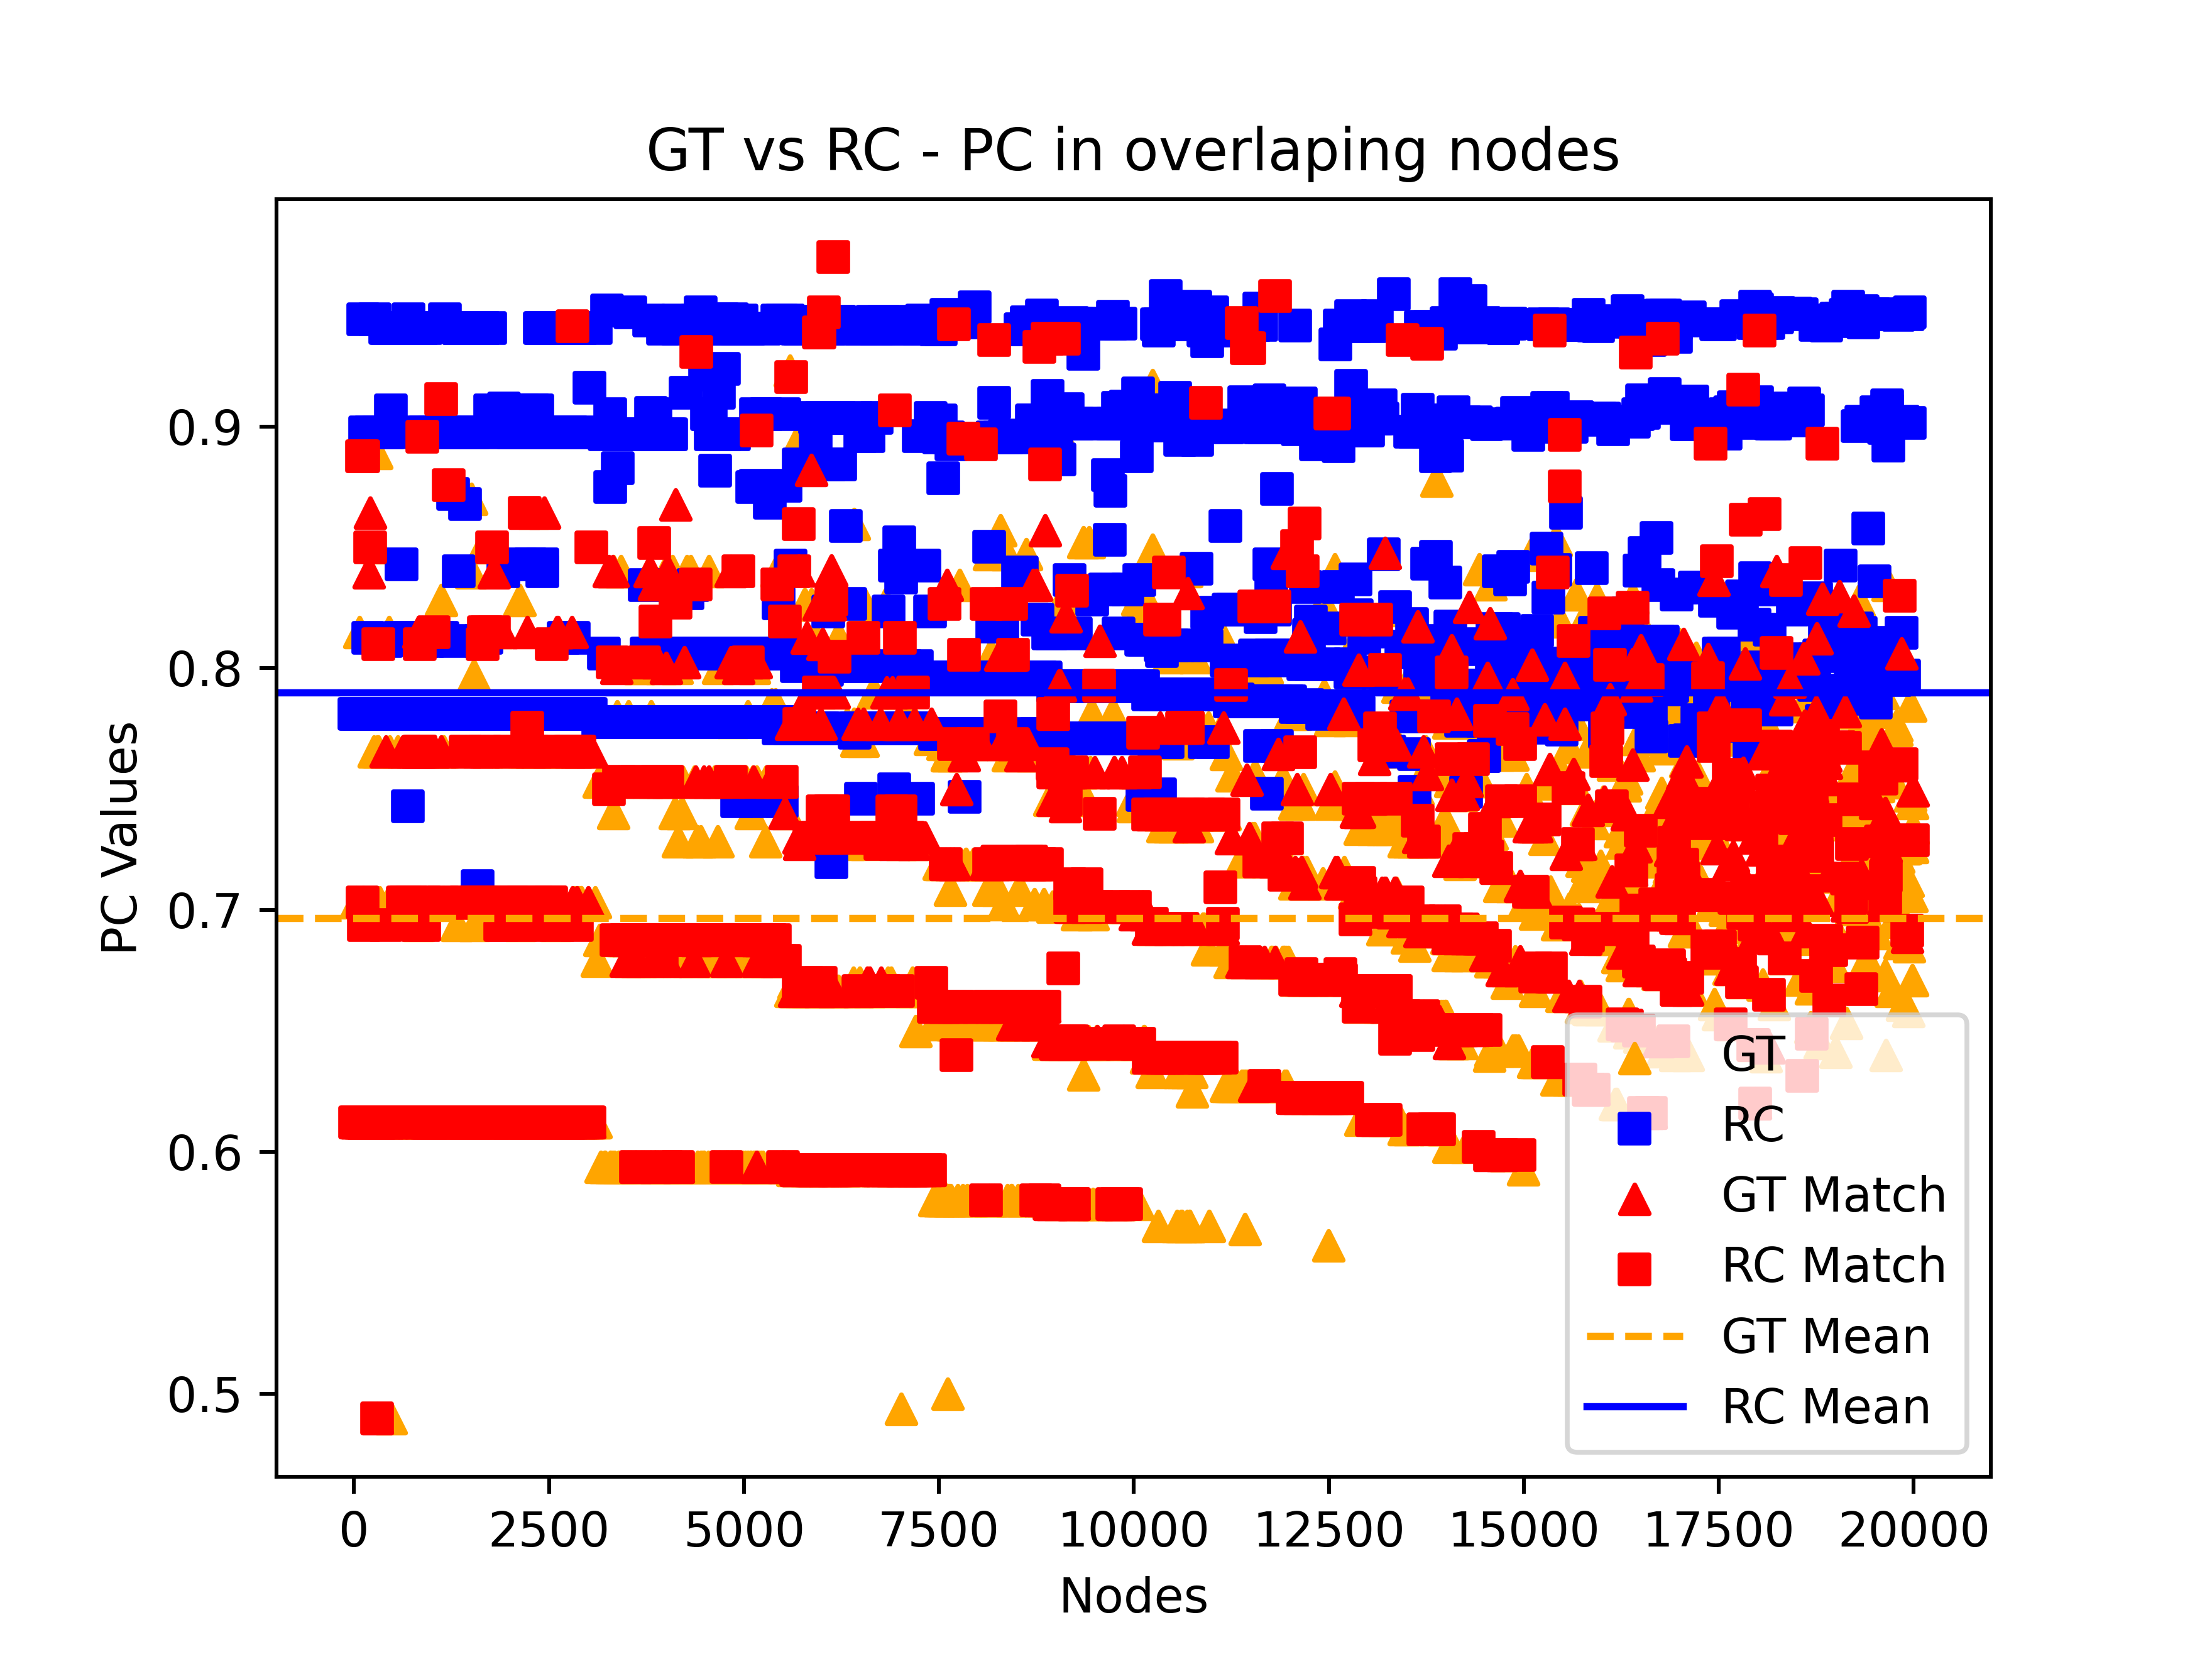 GT vs RC - PC in overlaping nodes
PC Values
0.9
0.8
0.7
0.6
0.5
GT
RC
GT Match
RC Match
GT Mean
RC Mean
0 2500 5000 7500 10000 12500 15000 17500 20000
Nodes